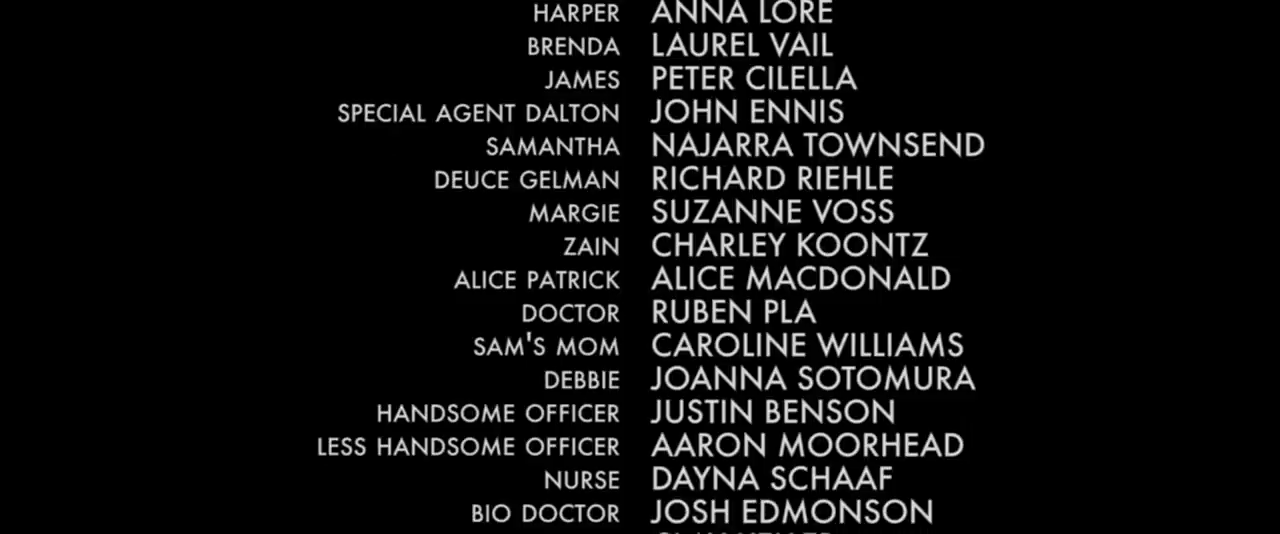 HARPER ANNA LORE
BRENDA LAUREL VAIL
JAMES PETER CILELLA
SPECIAL AGENT DALTON JOHN ENNIS
SAMANTHA NAJARRA TOWNSEND
DEUCE GELMAN RICHARD RIEHLE
MARGIE SUZANNE VOSS
ZAIN CHARLEY KOONTZ
ALICE PATRICK ALICE MACDONALD
DOCTOR RUBEN PLA
SAM'S MOM CAROLINE WILLIAMS
DEBBIE JOANNA SOTOMURA
HANDSOME OFFICER JUSTIN BENSON
LESS HANDSOME OFFICER AARON MOORHEAD
NURSE DAYNA SCHAAF
BIO DOCTOR JOSH EDMONSON